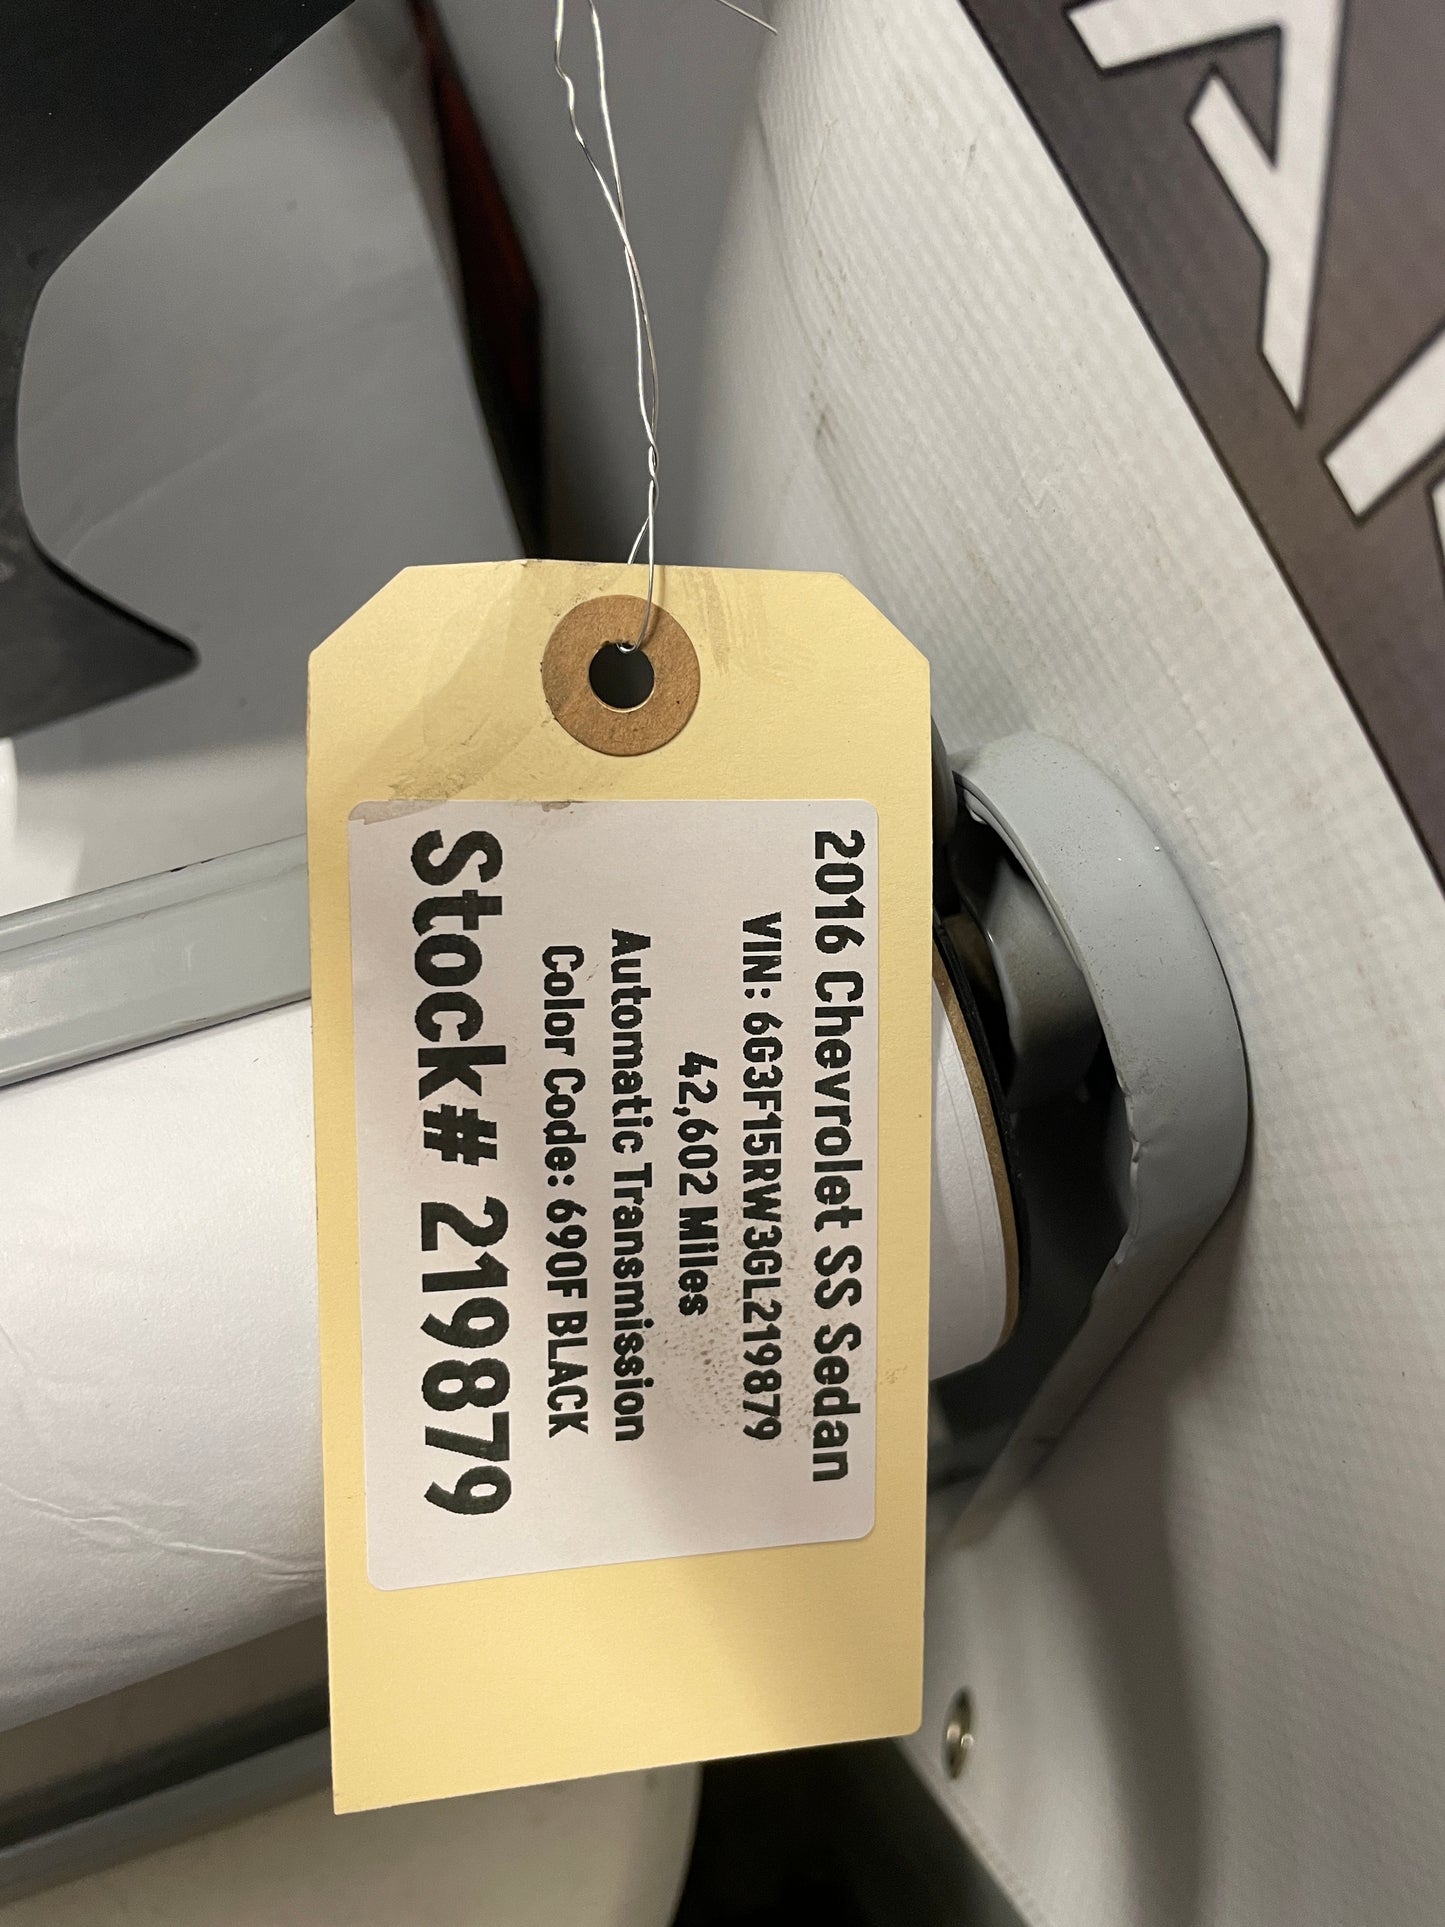 2016 Chevrolet SS Sedan
VIN: 6G3F15RW3GL219879
42,602 Miles
Automatic Transmission
Color Code: 690F BLACK
Stock# 219879